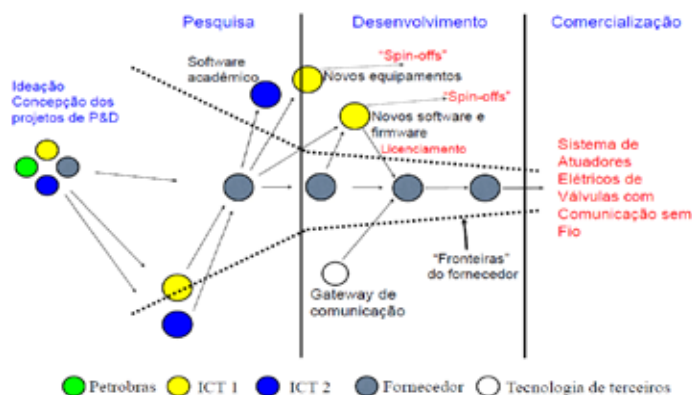 Pesquisa
Desenvolvimento
Comercialização
Ideação
Concepção dos
projetos de P&D
Software
acadêmico
"Spin-offs"
Novos equipamentos
"Spin-offs"
Novos software e
firmware
Licenciamento
Sistema de
Atuadores
Elétricos de
Válvulas com
Comunicação sem
Fio
"Fronteiras"
do fornecedor
Gateway de
comunicação
Petrobras
ICT 1
ICT 2
Fornecedor
Tecnologia de terceiros